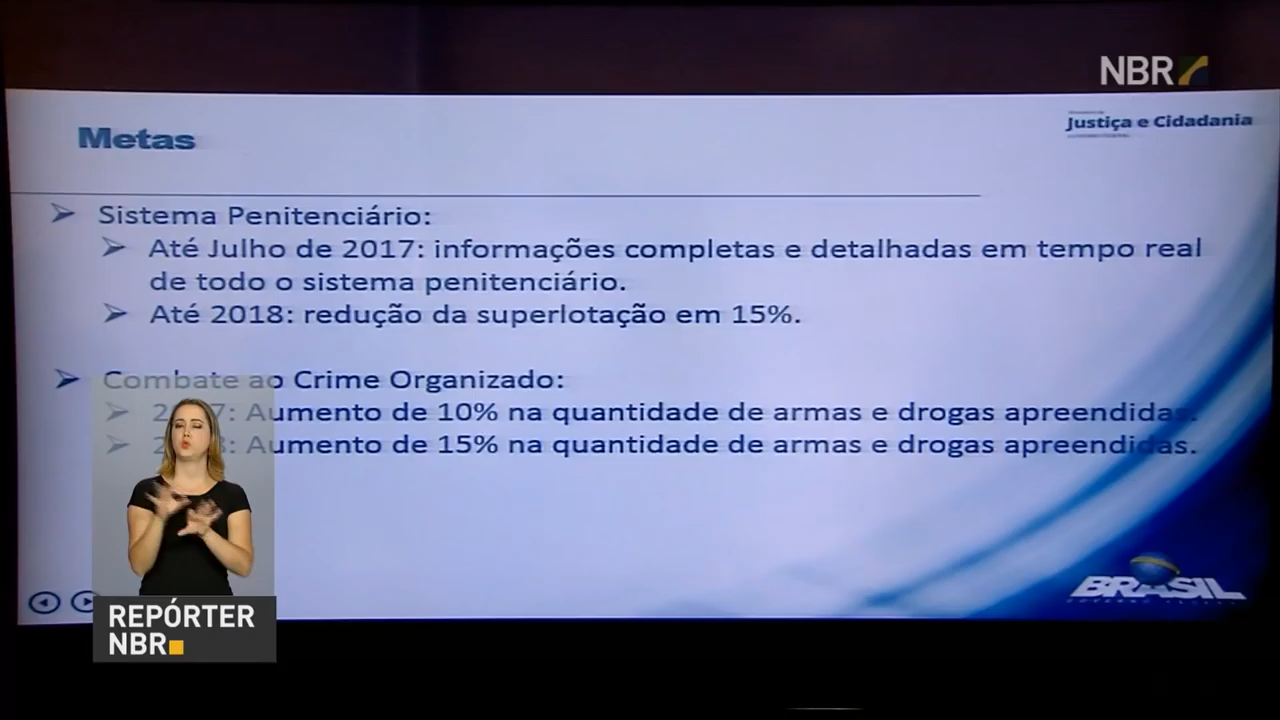 NBR
Metas
Justiça e Cidadania
➢ Sistema Penitenciário:
➢ Até Julho de 2017: informações completas e detalhadas em tempo real
de todo o sistema penitenciário.
➢ Até 2018: redução da superlotação em 15%.
➢ Combate ao Crime Organizado:
➢ 2017: Aumento de 10% na quantidade de armas e drogas apreendidas.
➢ 2018: Aumento de 15% na quantidade de armas e drogas apreendidas.
BRASIL
REPÓRTER
NBR